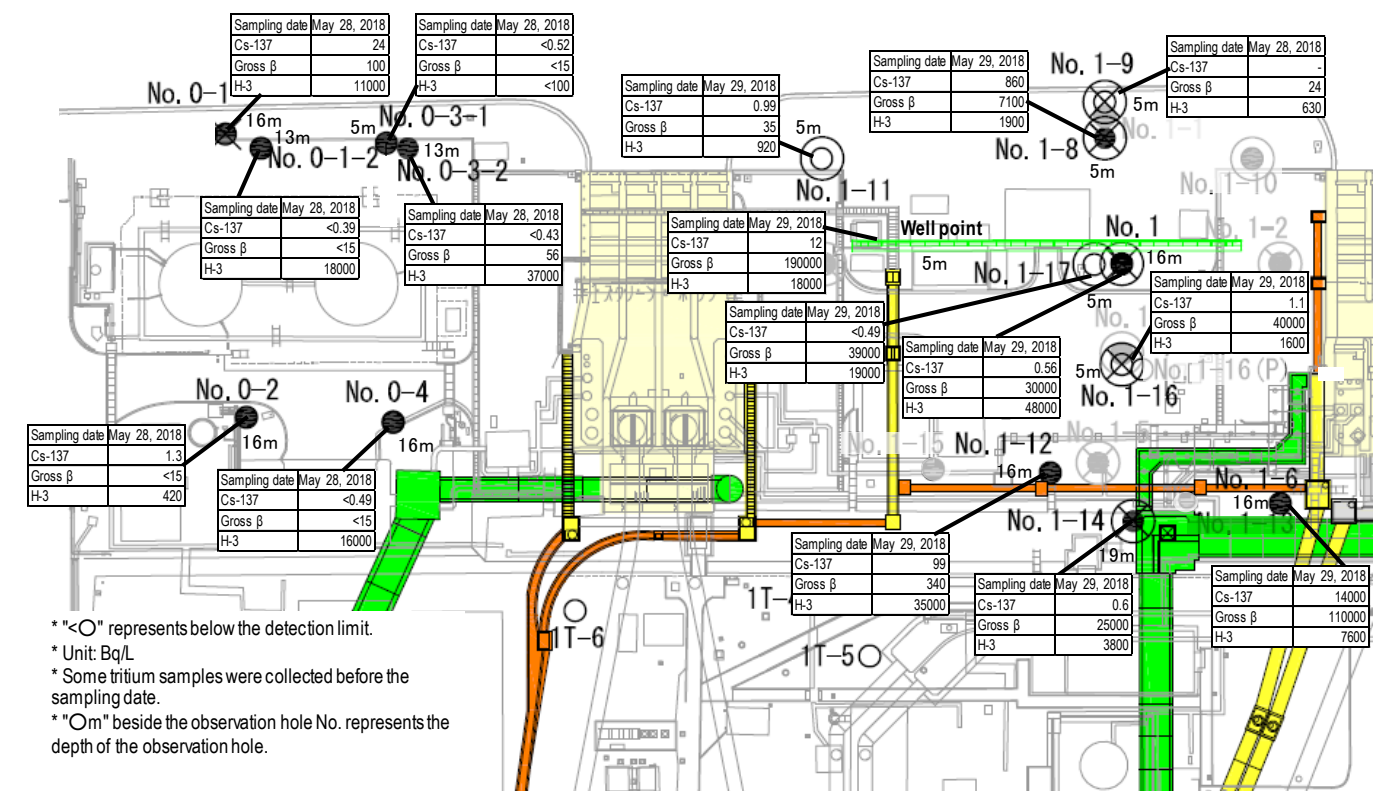 Sampling date May 28, 2018
Cs-137 24
Gross β 100
H-3 11000
Sampling date May 28, 2018
Cs-137 <0.52
Gross β <15
H-3 <100
Sampling date May 29, 2018
Cs-137 0.99
Gross β 35
H-3 920
Sampling date May 29, 2018
Cs-137 860
Gross β 7100
H-3 1900
Sampling date May 28, 2018
Cs-137 -
Gross β 24
H-3 630
No. 0-1
16m
13m
No. 0-1-2
5m
No. 0-3-1
13m
No. 0-3-2
5m
No. 1-11
No. 1-9
5m
No. 1-1
No. 1-8
5m
No. 1-10
Sampling date May 28, 2018
Cs-137 <0.39
Gross β <15
H-3 18000
Sampling date May 28, 2018
Cs-137 <0.43
Gross β 56
H-3 37000
Sampling date May 29, 2018
Cs-137 12
Gross β 190000
H-3 18000
Well point
5m
No. 1
16m
No. 1-17
5m
No. 1-2
Sampling date May 29, 2018
Cs-137 <0.49
Gross β 39000
H-3 19000
Sampling date May 29, 2018
Cs-137 0.56
Gross β 30000
H-3 48000
Sampling date May 29, 2018
Cs-137 1.1
Gross β 40000
H-3 1600
5m
No. 1-16(P)
No. 1-16
No. 0-2
16m
No. 0-4
16m
Sampling date May 28, 2018
Cs-137 1.3
Gross β <15
H-3 420
Sampling date May 28, 2018
Cs-137 <0.49
Gross β <15
H-3 16000
No. 1-15
No. 1-12
16m
No. 1-14
19m
No. 1-6
16m
No. 1-13
Sampling date May 29, 2018
Cs-137 99
Gross β 340
H-3 35000
Sampling date May 29, 2018
Cs-137 0.6
Gross β 25000
H-3 3800
Sampling date May 29, 2018
Cs-137 14000
Gross β 110000
H-3 7600
1T-6
1T-5
* "<○" represents below the detection limit.
* Unit: Bq/L
* Some tritium samples were collected before the
sampling date.
* "○m" beside the observation hole No. represents the
depth of the observation hole.